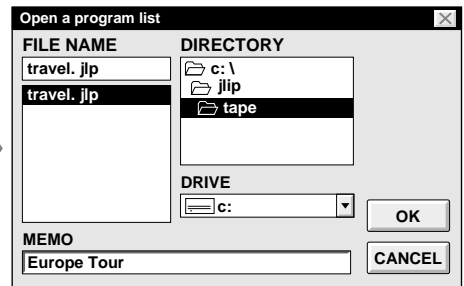 Open a program list
FILE NAME
travel. jlp
travel. jlp
DIRECTORY
c: \
jlip
tape
DRIVE
c:
MEMO
Europe Tour
OK
CANCEL